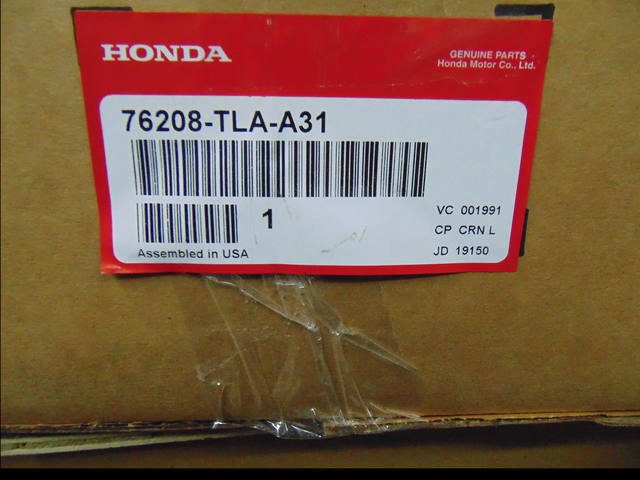 HONDA
GENUINE PARTS
Honda Motor Co., Ltd.
76208-TLA-A31
1
VC 001991
CP CRN L
JD 19150
Assembled in USA